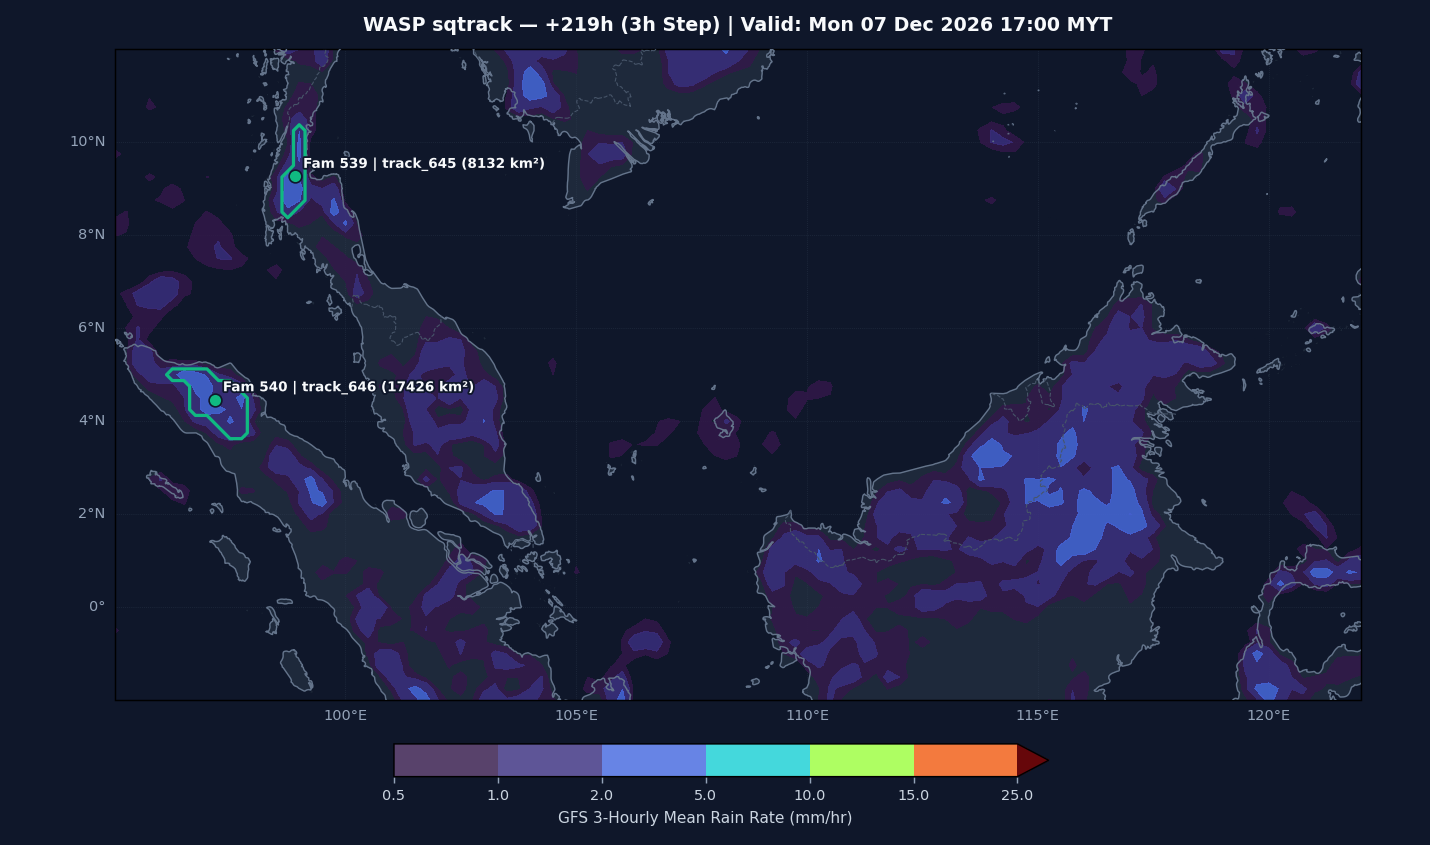 WASP sqtrack — +219h (3h Step) | Valid: Mon 07 Dec 2026 17:00 MYT
10°N
Fam 539 | track_645 (8132 km²)
8°N
6°N
Fam 540 | track_646 (17426 km²)
4°N
2°N
0°
100°E 105°E 110°E 115°E 120°E
0.5 1.0 2.0 5.0 10.0 15.0 25.0
GFS 3-Hourly Mean Rain Rate (mm/hr)